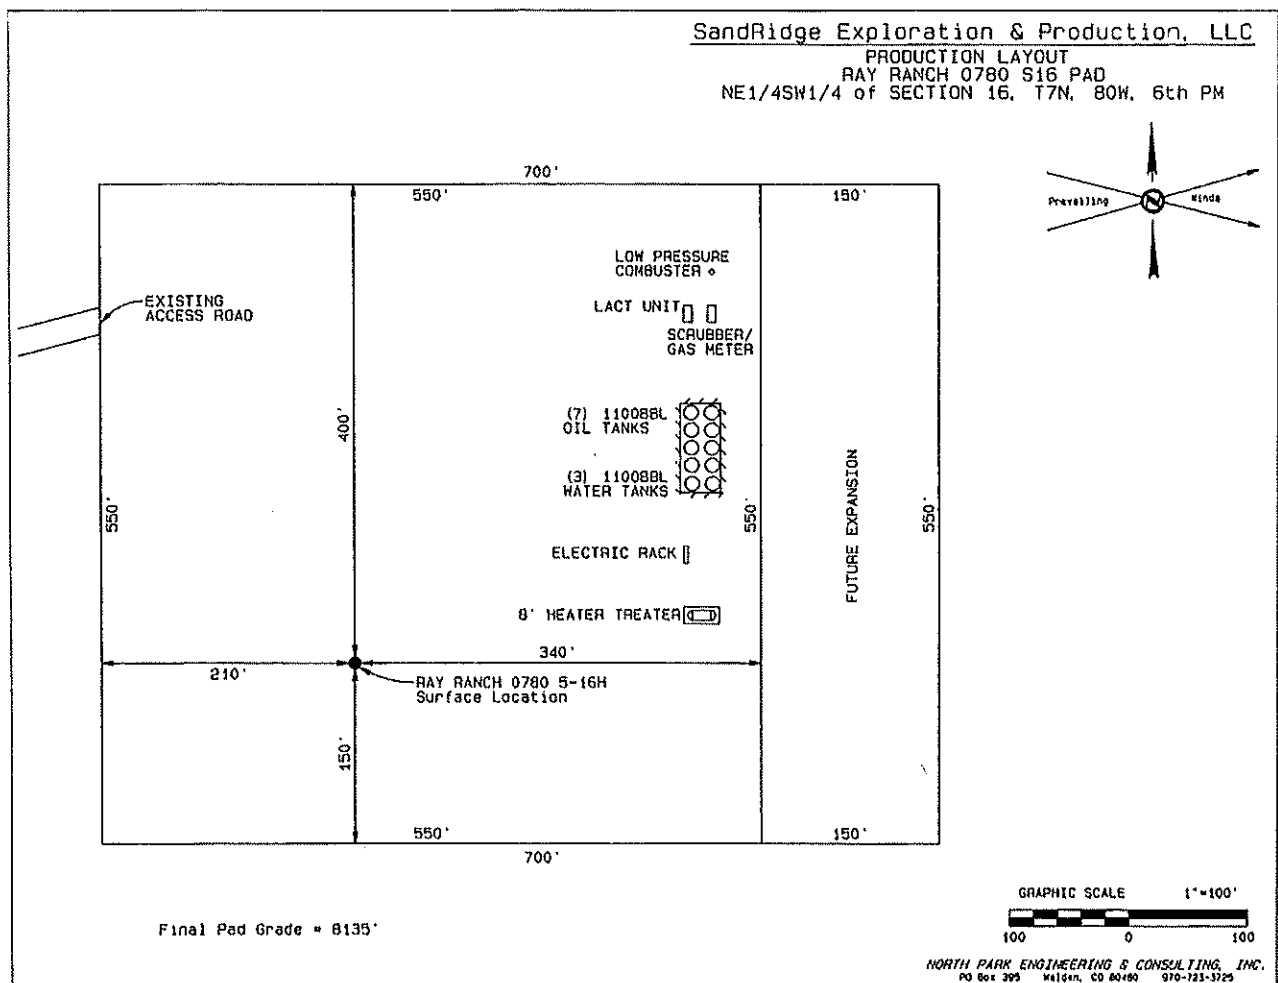 SandRidge Exploration & Production, LLC
PRODUCTION LAYOUT
RAY RANCH 0780 S16 PAD
NE1/4SW1/4 of SECTION 16, T7N, 80W, 6th PM
Prevailing Winds
N
700'
550'
150'
LOW PRESSURE
COMBUSTER
EXISTING
ACCESS ROAD
LACT UNIT
SCRUBBER/
GAS METER
(7) 1100BBL
OIL TANKS
400'
(3) 1100BBL
WATER TANKS
550'
550'
FUTURE EXPANSION
550'
ELECTRIC RACK
8' HEATER TREATER
210'
340'
RAY RANCH 0780 5-16H
Surface Location
150'
550'
150'
700'
GRAPHIC SCALE 1"=100'
100 0 100
Final Pad Grade = 8135'
NORTH PARK ENGINEERING & CONSULTING, INC.
PO Box 395 Walden, CO 80480 970-723-3725